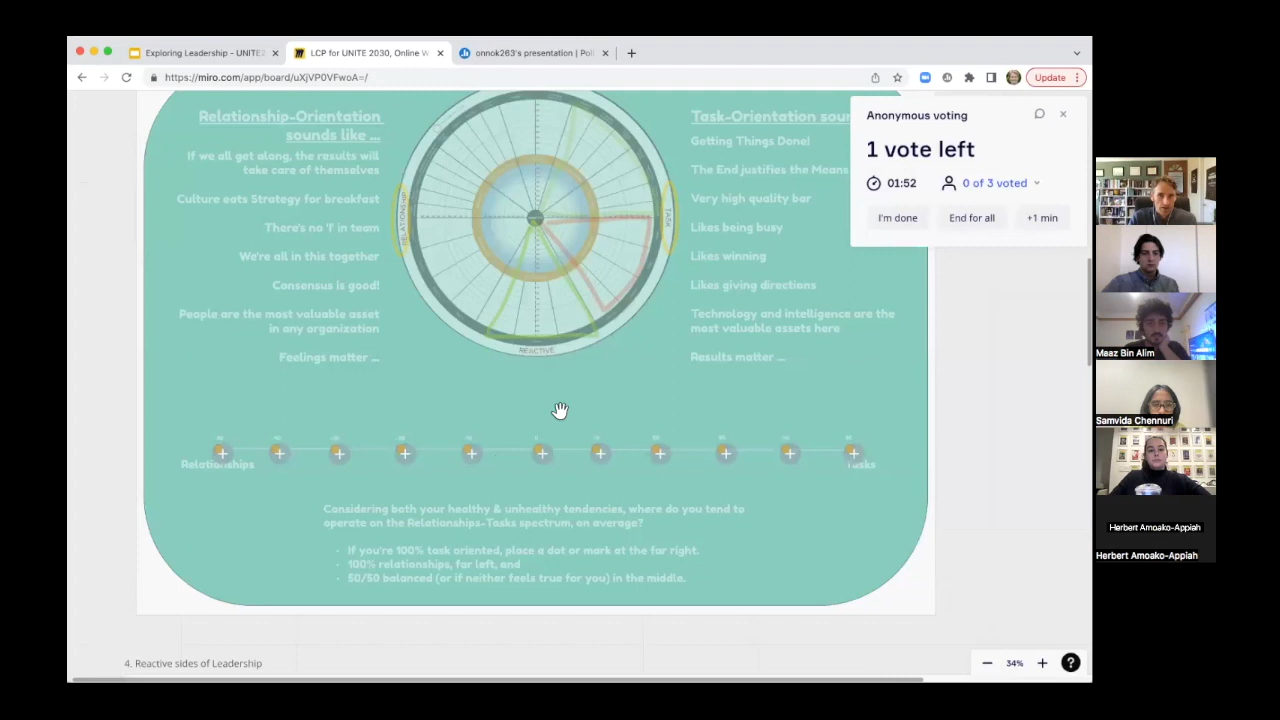 Exploring Leadership - UNITE2
LCP for UNITE 2030, Online W
onnok263's presentation | Poll
https://miro.com/app/board/uXjVP0VFwoA=/
Update
Relationship-Orientation
sounds like ...
If we all get along, the results will
take care of themselves
Culture eats Strategy for breakfast
There's no 'I' in team
We're all in this together
Consensus is good!
People are the most valuable asset
in any organization
Feelings matter ...
RELATIONSHIP
TASK
REACTIVE
Task-Orientation soun
Getting Things Done!
The End justifies the Means
Very high quality bar
Likes being busy
Likes winning
Likes giving directions
Technology and intelligence are the
most valuable assets here
Results matter ...
Anonymous voting
1 vote left
01:52
0 of 3 voted
I'm done
End for all
+1 min
Relationships
Tasks
Considering both your healthy & unhealthy tendencies, where do you tend to
operate on the Relationships-Tasks spectrum, on average?
• If you're 100% task oriented, place a dot or mark at the far right.
• 100% relationships, far left, and
• 50/50 balanced (or if neither feels true for you) in the middle.
4. Reactive sides of Leadership
34%
?
Maaz Bin Alim
Samvida Chennuri
Herbert Amoako-Appiah
Herbert Amoako-Appiah